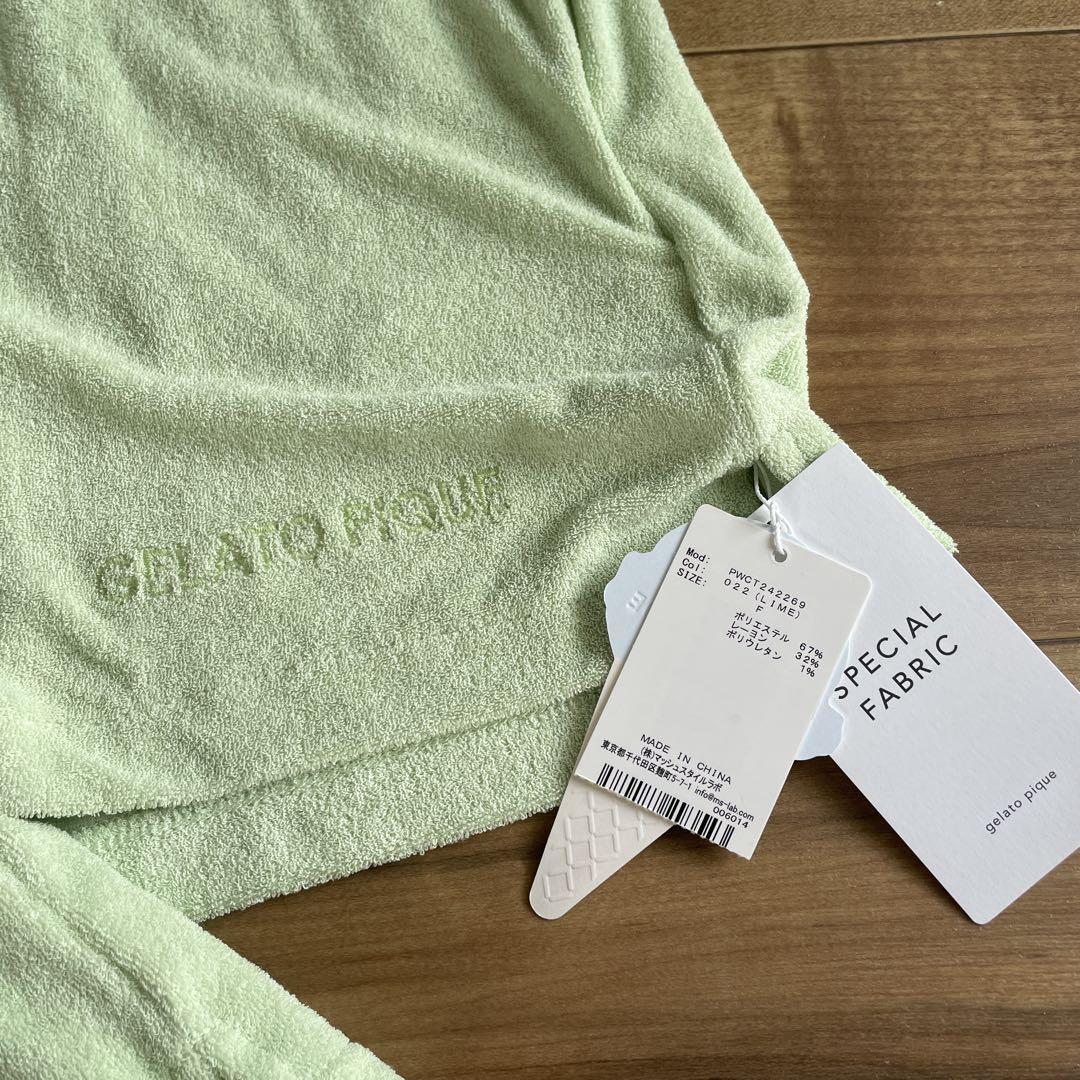 GELATO PIQUE
Mod: PWCT242269
Col: 022 (LIME)
SIZE: F
ポリエステル 67%
レーヨン 32%
ポリウレタン 1%
MADE IN CHINA
(株)マッシュスタイルラボ
東京都千代田区麹町5-7-1 info@ms-lab.com
006014
SPECIAL
FABRIC
gelato pique